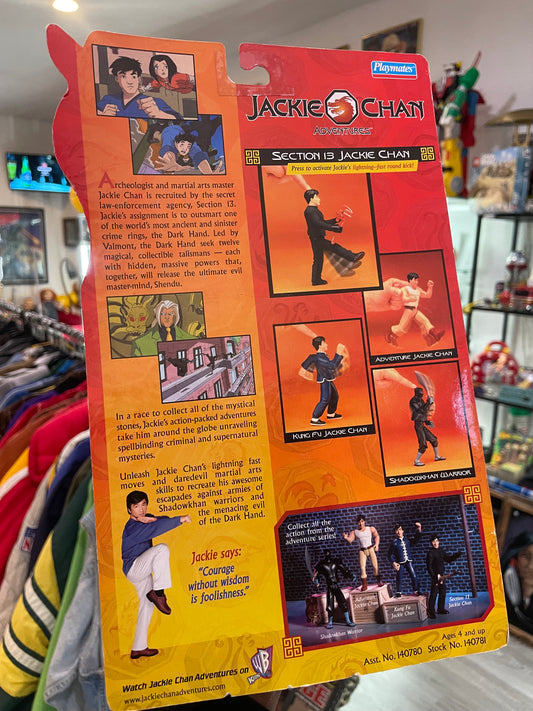 Playmates
JACKIE CHAN
ADVENTURES
SECTION 13 JACKIE CHAN
Press to activate Jackie's lightning-fast round kick!
Archeologist and martial arts master
Jackie Chan is recruited by the secret
law-enforcement agency, Section 13.
Jackie's assignment is to outsmart one
of the world's most ancient and sinister
crime rings, the Dark Hand. Led by
Valmont, the Dark Hand seek twelve
magical, collectible talismans — each
with hidden, massive powers that,
together, will release the ultimate evil
master-mind, Shendu.
ADVENTURE JACKIE CHAN
KUNG FU JACKIE CHAN
SHADOWKHAN WARRIOR
In a race to collect all of the mystical
stones, Jackie's action-packed adventures
take him around the globe unraveling
spellbinding criminal and supernatural
mysteries.
Unleash Jackie Chan's lightning fast
moves and daredevil martial arts
skills to recreate his awesome
escapades against armies of
Shadowkhan warriors and
the menacing evil
of the Dark Hand.
Jackie says:
"Courage
without wisdom
is foolishness."
Collect all the
action from the
adventure series!
Shadowkhan Warrior
Adventure
Jackie Chan
Kung Fu
Jackie Chan
Section 13
Jackie Chan
Watch Jackie Chan Adventures on
WB
www.jackiechanadventures.com
Ages 4 and up
Asst. No. 140780 Stock No. 140781